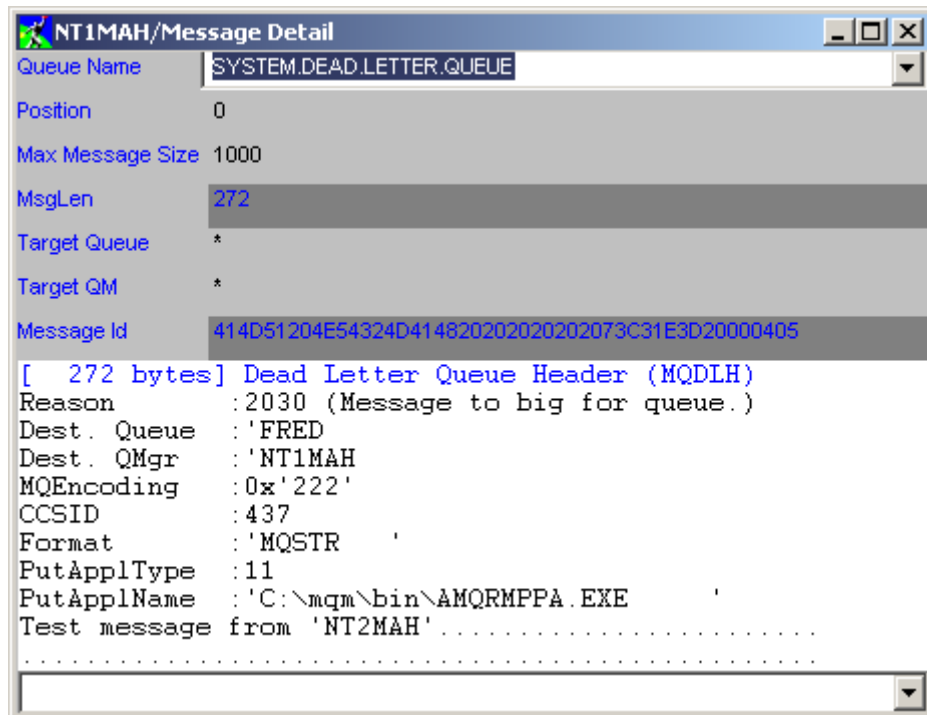 NT1MAH/Message Detail
Queue Name SYSTEM.DEAD.LETTER.QUEUE
Position 0
Max Message Size 1000
MsgLen 272
Target Queue *
Target QM *
Message Id 414D51204E54324D414820202020202073C31E3D20000405
[  272 bytes] Dead Letter Queue Header (MQDLH)
Reason       :2030 (Message to big for queue.)
Dest. Queue  :'FRED
Dest. QMgr   :'NT1MAH
MQEncoding   :0x'222'
CCSID        :437
Format       :'MQSTR   '
PutApplType  :11
PutApplName  :'C:\mqm\bin\AMQRMPPA.EXE     '
Test message from 'NT2MAH'........................
..................................................